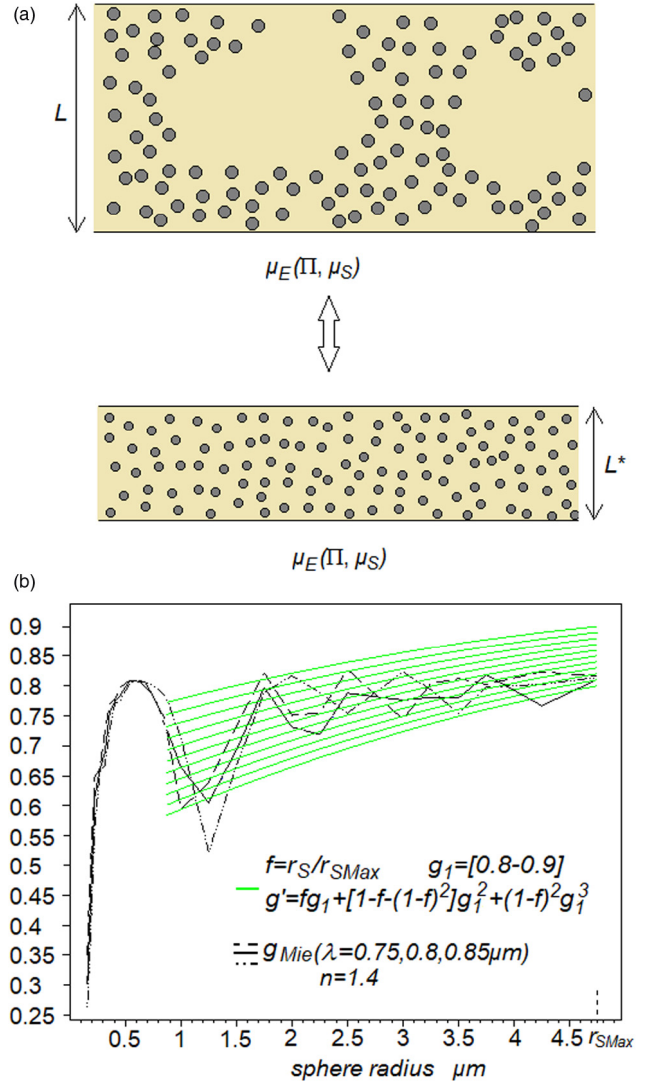 (a)
L
μE(Π, μS)
L*
μE(Π, μS)
(b)
0.9
0.85
0.8
0.75
0.7
0.65
0.6
0.55
0.5
0.45
0.4
0.35
0.3
0.25
f=rS/rSMax g1=[0.8-0.9]
g'=fg1+[1-f-(1-f)²]g1²+(1-f)²g1³
gMie(λ=0.75,0.8,0.85μm)
n=1.4
0.5 1 1.5 2 2.5 3 3.5 4 4.5 rSMax
sphere radius μm